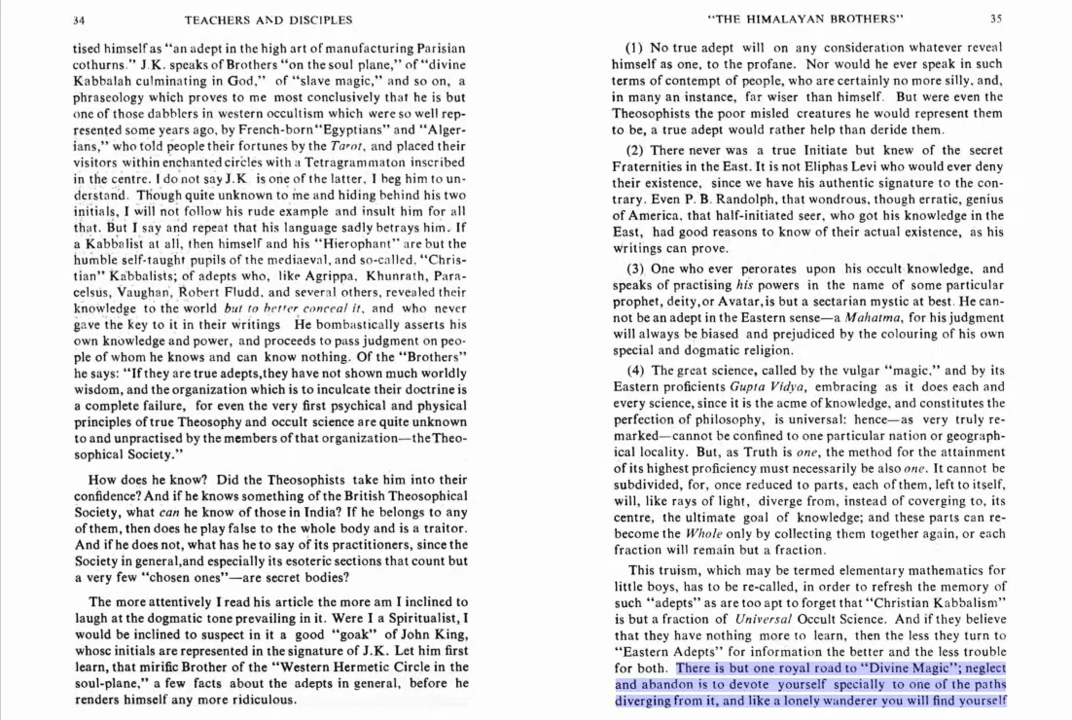 34 TEACHERS AND DISCIPLES
tised himself as "an adept in the high art of manufacturing Parisian
cothurns." J.K. speaks of Brothers "on the soul plane," of "divine
Kabbalah culminating in God," of "slave magic," and so on, a
phraseology which proves to me most conclusively that he is but
one of those dabblers in western occultism which were so well rep-
resented some years ago, by French-born "Egyptians" and "Alger-
ians," who told people their fortunes by the Tarot, and placed their
visitors within enchanted circles with a Tetragrammaton inscribed
in the centre. I do not say J.K. is one of the latter, I beg him to un-
derstand. Though quite unknown to me and hiding behind his two
initials, I will not follow his rude example and insult him for all
that. But I say and repeat that his language sadly betrays him. If
a Kabbalist at all, then himself and his "Hierophant" are but the
humble self-taught pupils of the mediaeval, and so-called, "Chris-
tian" Kabbalists; of adepts who, like Agrippa, Khunrath, Para-
celsus, Vaughan, Robert Fludd, and several others, revealed their
knowledge to the world but to better conceal it, and who never
gave the key to it in their writings He bombastically asserts his
own knowledge and power, and proceeds to pass judgment on peo-
ple of whom he knows and can know nothing. Of the "Brothers"
he says: "If they are true adepts,they have not shown much worldly
wisdom, and the organization which is to inculcate their doctrine is
a complete failure, for even the very first psychical and physical
principles of true Theosophy and occult science are quite unknown
to and unpractised by the members of that organization—the Theo-
sophical Society."
How does he know? Did the Theosophists take him into their
confidence? And if he knows something of the British Theosophical
Society, what can he know of those in India? If he belongs to any
of them, then does he play false to the whole body and is a traitor.
And if he does not, what has he to say of its practitioners, since the
Society in general,and especially its esoteric sections that count but
a very few "chosen ones"—are secret bodies?
The more attentively I read his article the more am I inclined to
laugh at the dogmatic tone prevailing in it. Were I a Spiritualist, I
would be inclined to suspect in it a good "goak" of John King,
whose initials are represented in the signature of J.K. Let him first
learn, that mirific Brother of the "Western Hermetic Circle in the
soul-plane," a few facts about the adepts in general, before he
renders himself any more ridiculous.
"THE HIMALAYAN BROTHERS" 35
(1) No true adept will on any consideration whatever reveal
himself as one, to the profane. Nor would he ever speak in such
terms of contempt of people, who are certainly no more silly, and,
in many an instance, far wiser than himself. But were even the
Theosophists the poor misled creatures he would represent them
to be, a true adept would rather help than deride them.
(2) There never was a true Initiate but knew of the secret
Fraternities in the East. It is not Eliphas Levi who would ever deny
their existence, since we have his authentic signature to the con-
trary. Even P. B. Randolph, that wondrous, though erratic, genius
of America, that half-initiated seer, who got his knowledge in the
East, had good reasons to know of their actual existence, as his
writings can prove.
(3) One who ever perorates upon his occult knowledge, and
speaks of practising his powers in the name of some particular
prophet, deity,or Avatar,is but a sectarian mystic at best. He can-
not be an adept in the Eastern sense—a Mahatma, for his judgment
will always be biased and prejudiced by the colouring of his own
special and dogmatic religion.
(4) The great science, called by the vulgar "magic," and by its
Eastern proficients Gupta Vidya, embracing as it does each and
every science, since it is the acme of knowledge, and constitutes the
perfection of philosophy, is universal: hence—as very truly re-
marked—cannot be confined to one particular nation or geograph-
ical locality. But, as Truth is one, the method for the attainment
of its highest proficiency must necessarily be also one. It cannot be
subdivided, for, once reduced to parts, each of them, left to itself,
will, like rays of light, diverge from, instead of coverging to, its
centre, the ultimate goal of knowledge; and these parts can re-
become the Whole only by collecting them together again, or each
fraction will remain but a fraction.
This truism, which may be termed elementary mathematics for
little boys, has to be re-called, in order to refresh the memory of
such "adepts" as are too apt to forget that "Christian Kabbalism"
is but a fraction of Universal Occult Science. And if they believe
that they have nothing more to learn, then the less they turn to
"Eastern Adepts" for information the better and the less trouble
for both. There is but one royal road to "Divine Magic"; neglect
and abandon is to devote yourself specially to one of the paths
diverging from it, and like a lonely wanderer you will find yourself